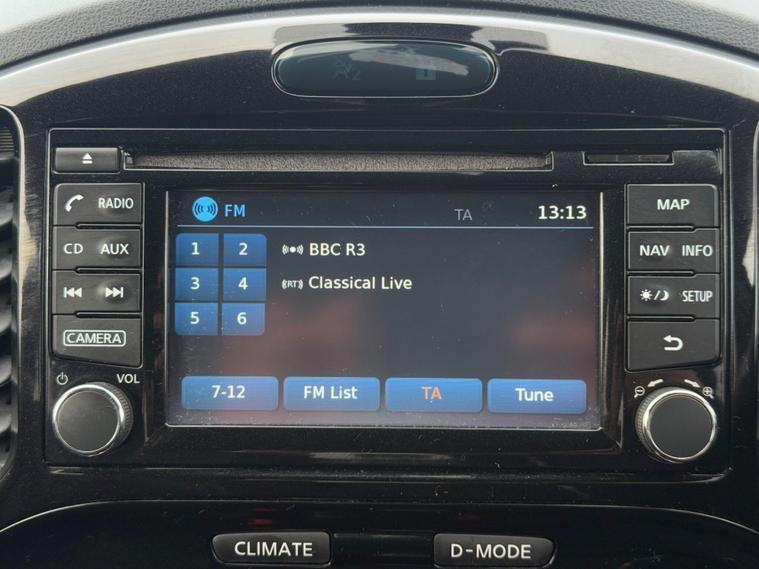 2
RADIO
CD AUX
CAMERA
VOL
FM
TA
13:13
1 2
BBC R3
3 4
RT
Classical Live
5 6
7-12
FM List
TA
Tune
MAP
NAV INFO
SETUP
CLIMATE
D-MODE